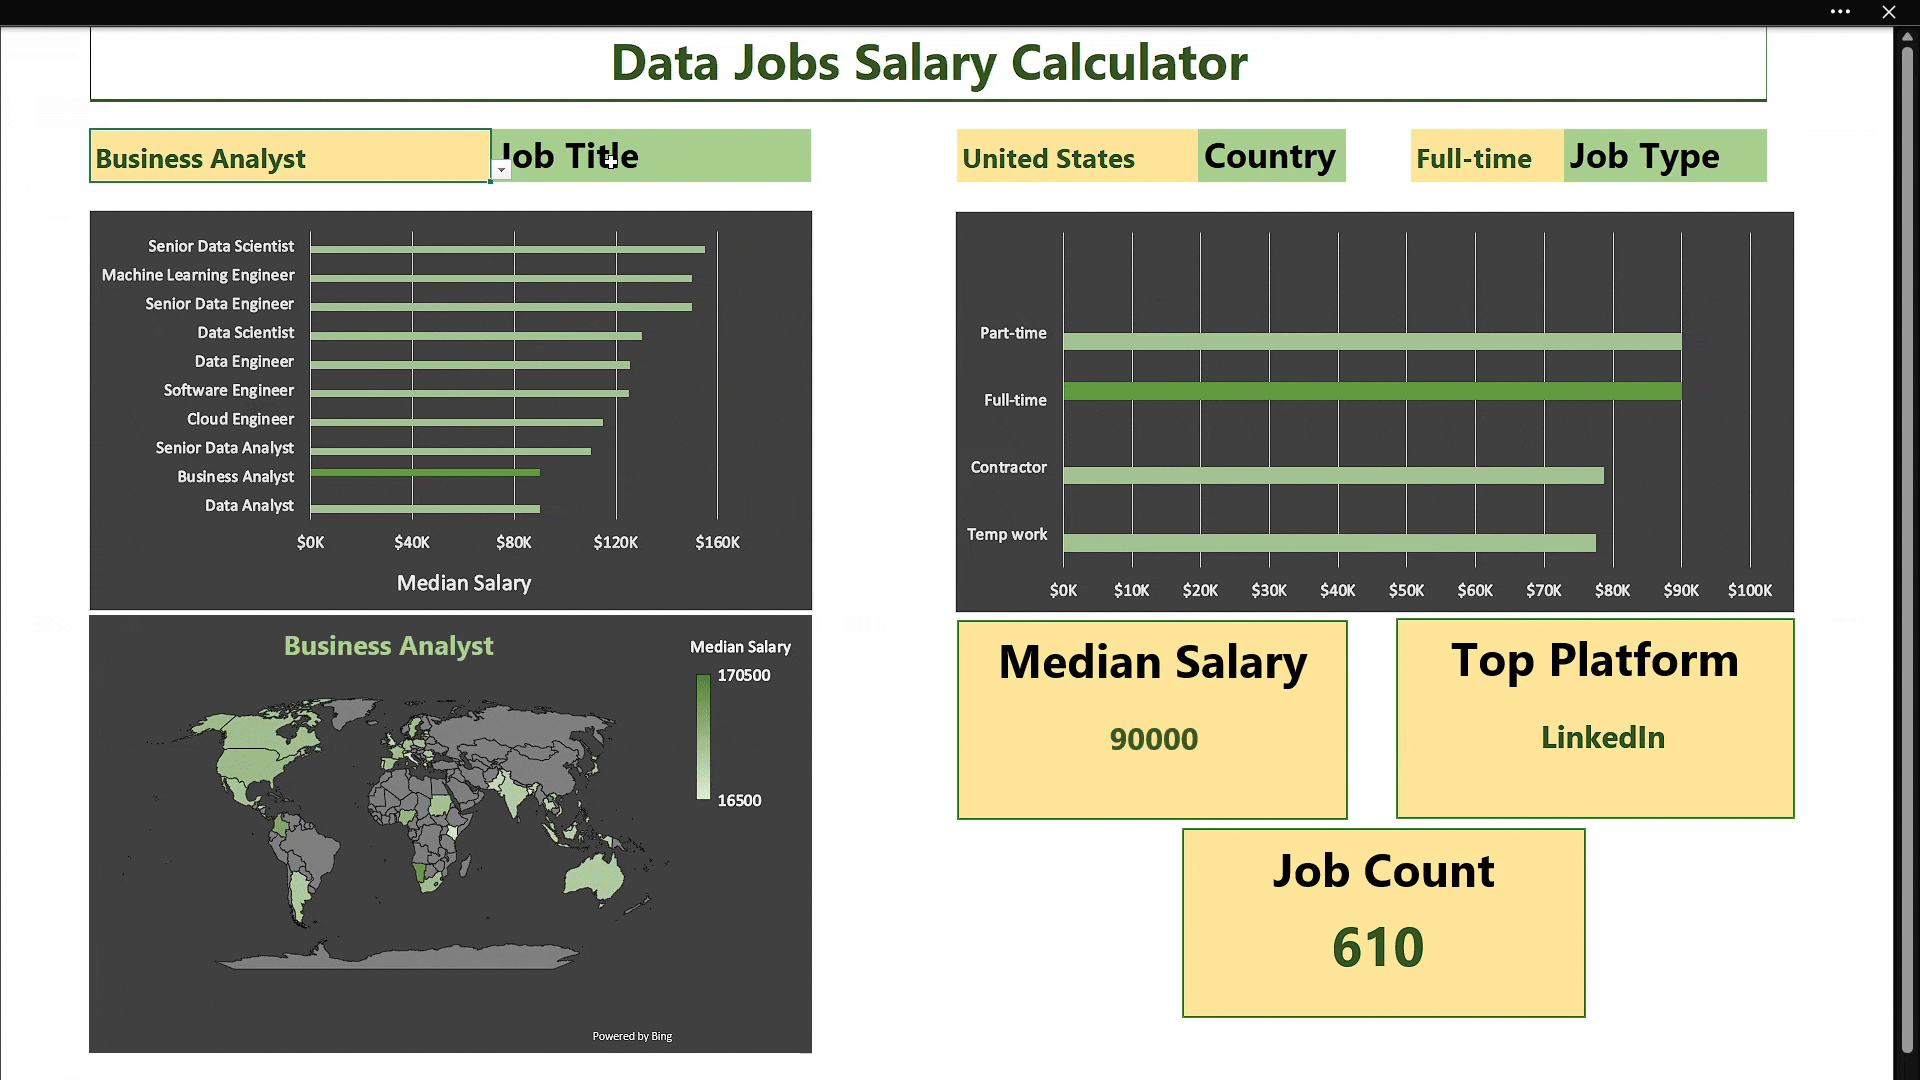 Data Jobs Salary Calculator
Business Analyst
Job Title
United States
Country
Full-time
Job Type
Senior Data Scientist
Machine Learning Engineer
Senior Data Engineer
Data Scientist
Data Engineer
Software Engineer
Cloud Engineer
Senior Data Analyst
Business Analyst
Data Analyst
$0K $40K $80K $120K $160K
Median Salary
Part-time
Full-time
Contractor
Temp work
$0K $10K $20K $30K $40K $50K $60K $70K $80K $90K $100K
Business Analyst
Median Salary
170500
16500
Powered by Bing
Median Salary
90000
Top Platform
LinkedIn
Job Count
610